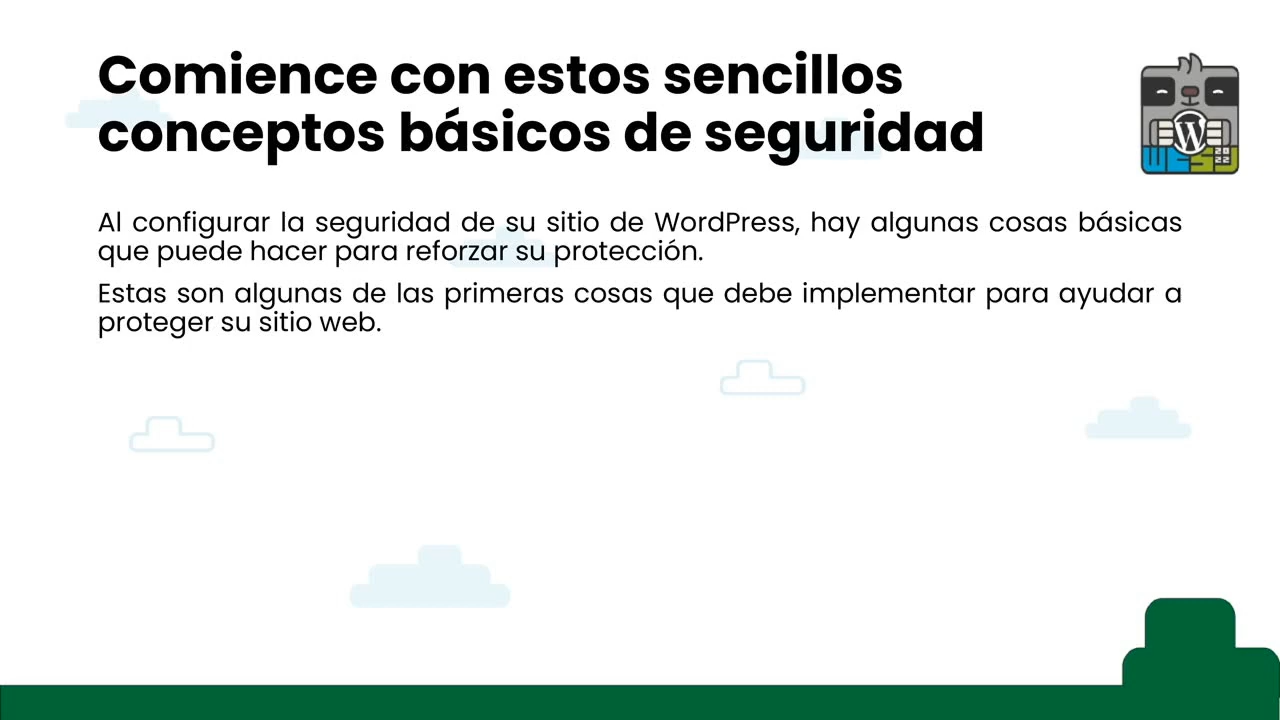 Comience con estos sencillos
conceptos básicos de seguridad
Al configurar la seguridad de su sitio de WordPress, hay algunas cosas básicas
que puede hacer para reforzar su protección.
Estas son algunas de las primeras cosas que debe implementar para ayudar a
proteger su sitio web.